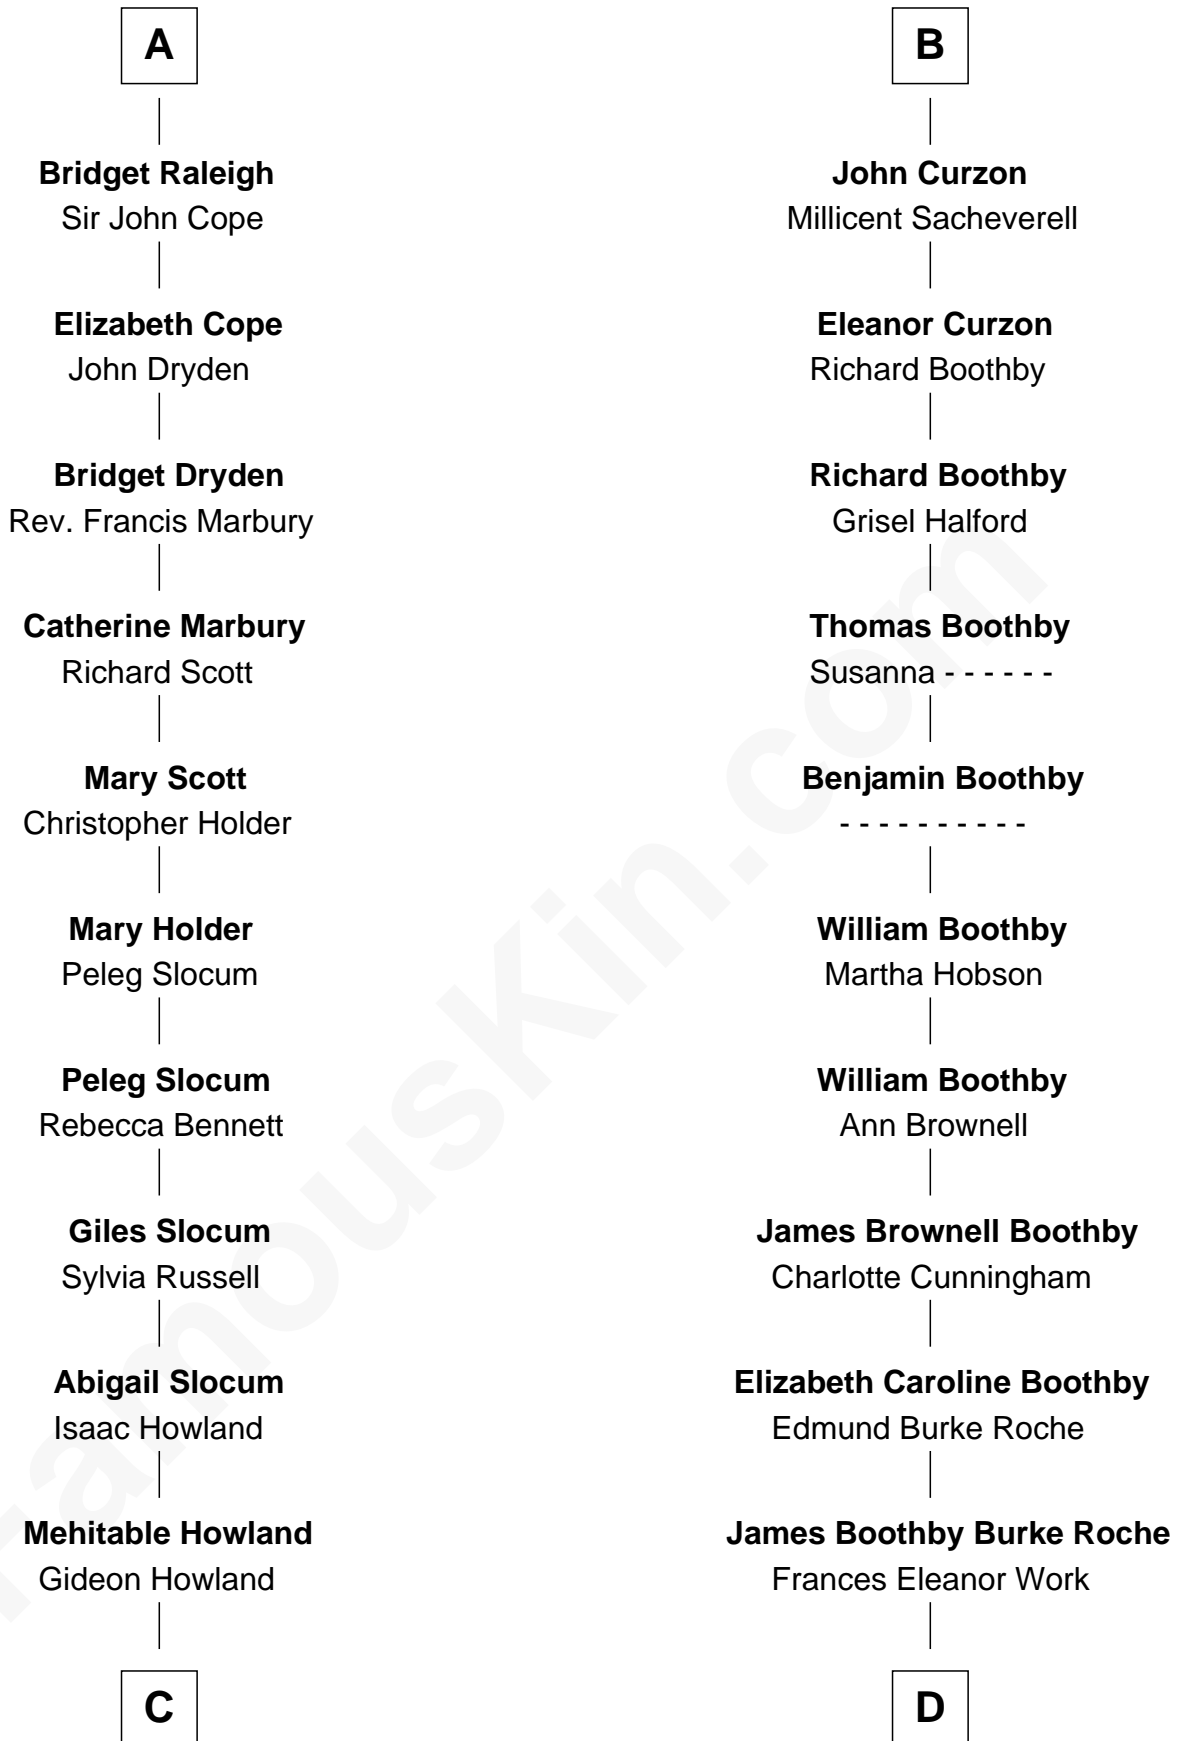 A
Bridget Raleigh
Sir John Cope
Elizabeth Cope
John Dryden
Bridget Dryden
Rev. Francis Marbury
Catherine Marbury
Richard Scott
Mary Scott
Christopher Holder
Mary Holder
Peleg Slocum
Peleg Slocum
Rebecca Bennett
Giles Slocum
Sylvia Russell
Abigail Slocum
Isaac Howland
Mehitable Howland
Gideon Howland
C
B
John Curzon
Millicent Sacheverell
Eleanor Curzon
Richard Boothby
Richard Boothby
Grisel Halford
Thomas Boothby
Susanna - - - - - -
Benjamin Boothby
- - - - - - - - - -
William Boothby
Martha Hobson
William Boothby
Ann Brownell
James Brownell Boothby
Charlotte Cunningham
Elizabeth Caroline Boothby
Edmund Burke Roche
James Boothby Burke Roche
Frances Eleanor Work
D
FamousKin.com